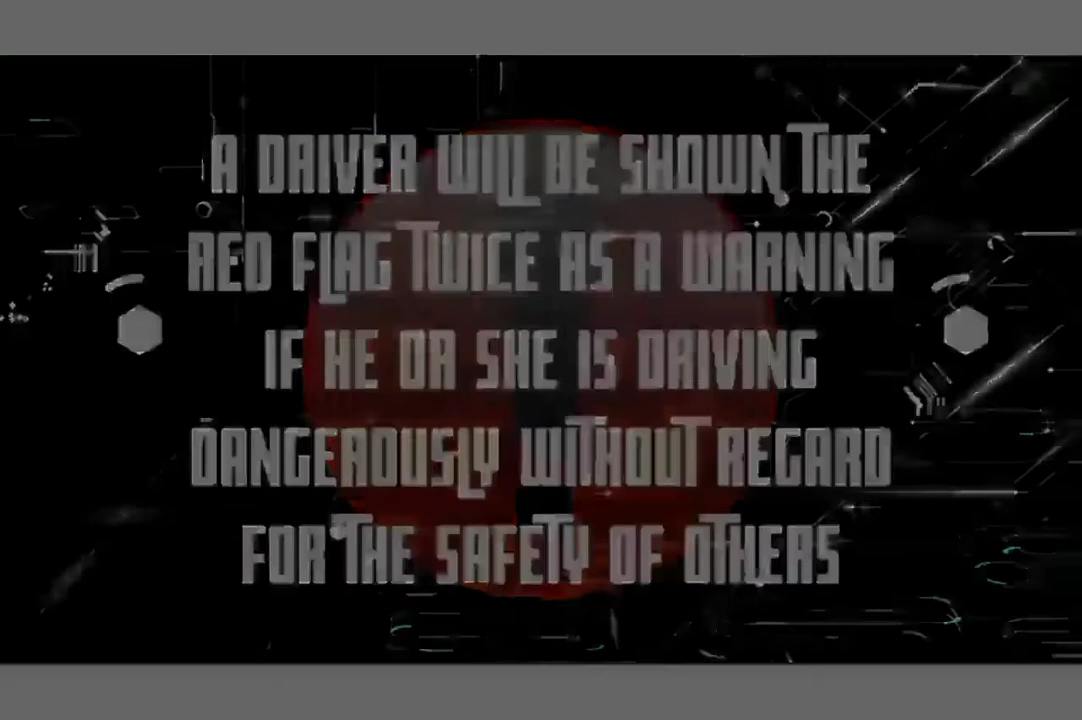 A DRIVER WILL BE SHOWN THE
RED FLAG TWICE AS A WARNING
IF HE OR SHE IS DRIVING
DANGEROUSLY WITHOUT REGARD
FOR THE SAFETY OF OTHERS